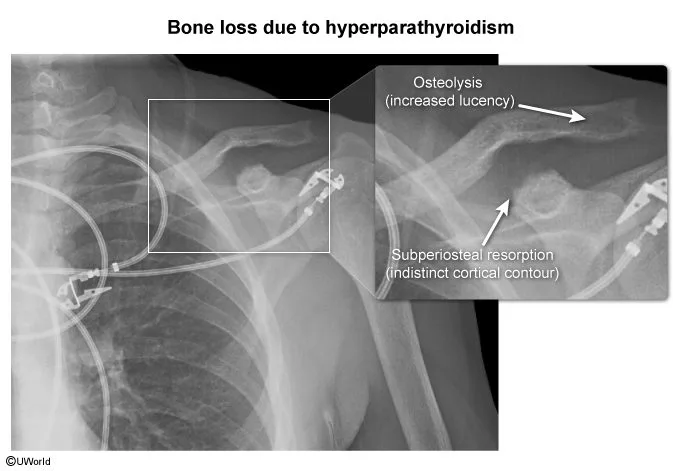 Bone loss due to hyperparathyroidism
Osteolysis
(increased lucency)
Subperiosteal resorption
(indistinct cortical contour)
©UWorld